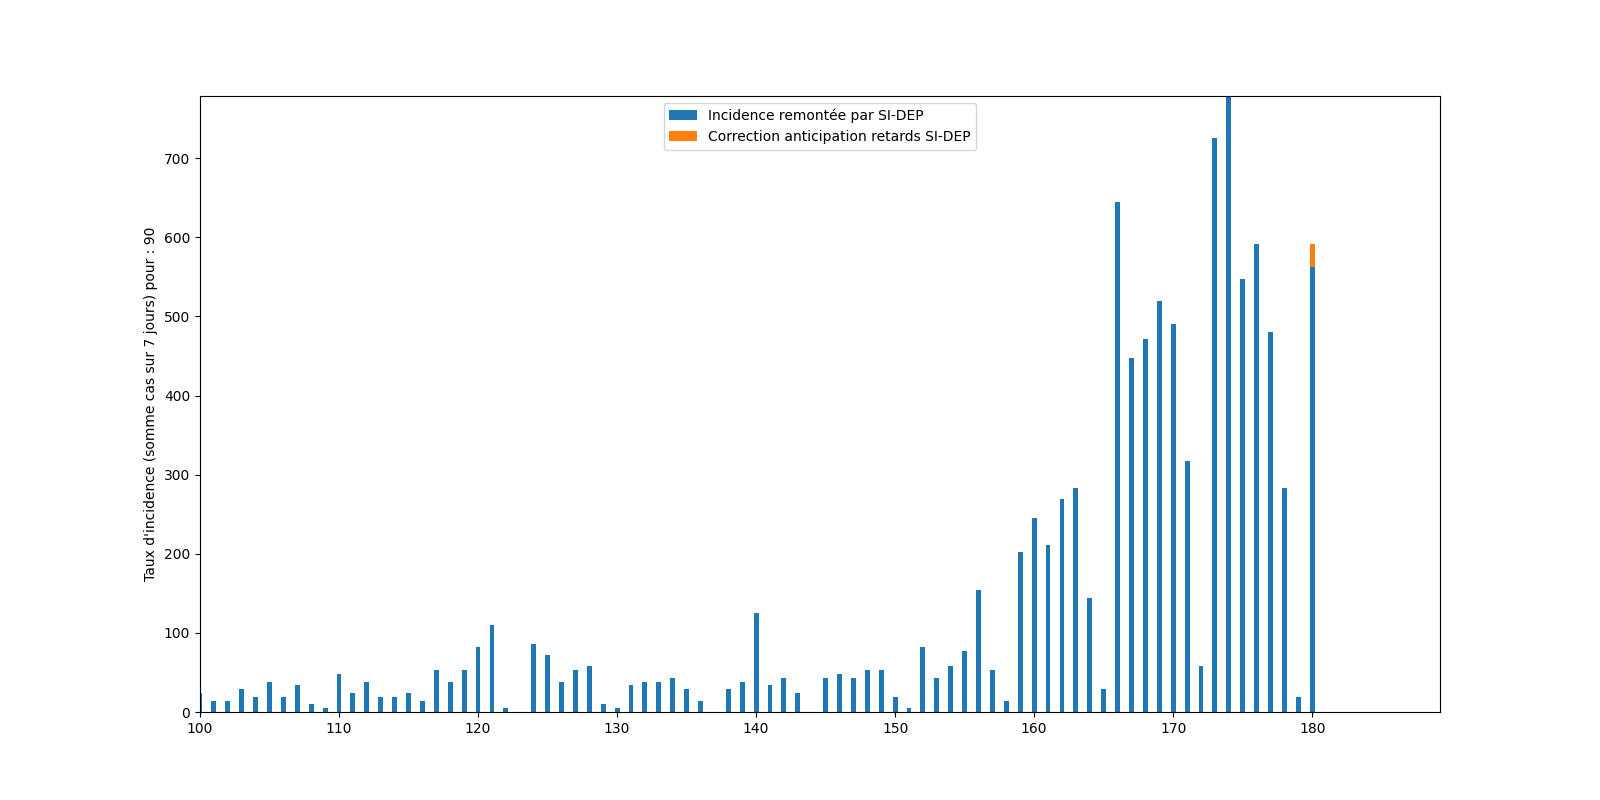 Incidence remontée par SI-DEP
Correction anticipation retards SI-DEP
Taux d'incidence (somme cas sur 7 jours) pour : 90
700
600
500
400
300
200
100
0
100 110 120 130 140 150 160 170 180